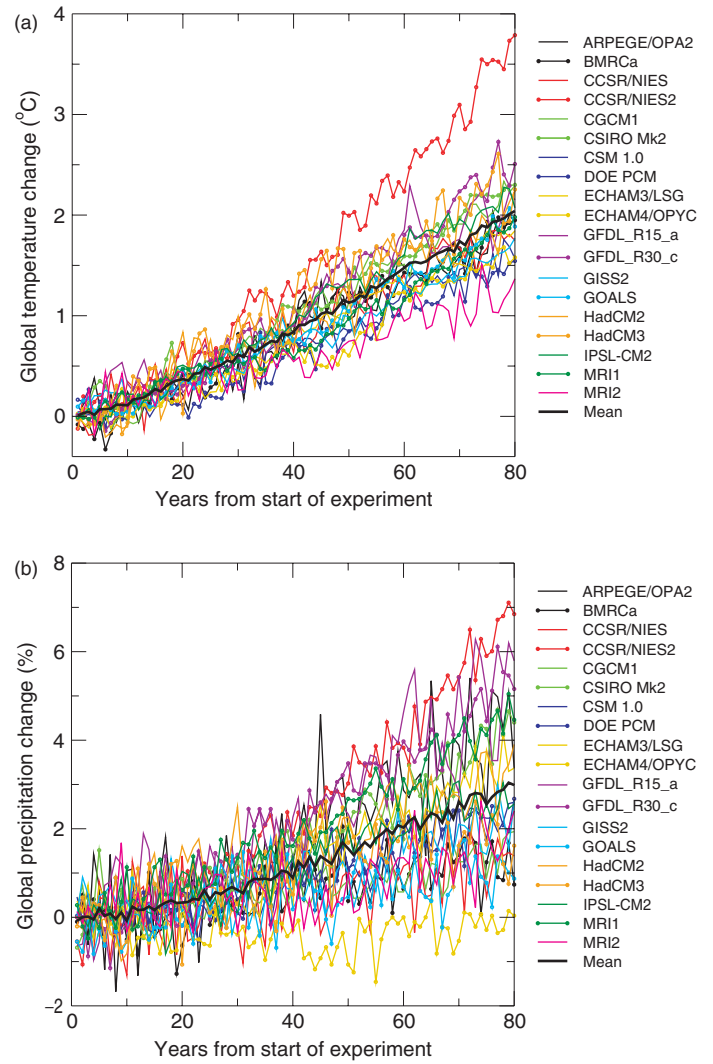 (a)
4
3
2
1
0
0
20
40
60
80
Global temperature change (°C)
Years from start of experiment
ARPEGE/OPA2
BMRCa
CCSR/NIES
CCSR/NIES2
CGCM1
CSIRO Mk2
CSM 1.0
DOE PCM
ECHAM3/LSG
ECHAM4/OPYC
GFDL_R15_a
GFDL_R30_c
GISS2
GOALS
HadCM2
HadCM3
IPSL-CM2
MRI1
MRI2
Mean
(b)
8
6
4
2
0
−2
0
20
40
60
80
Global precipitation change (%)
Years from start of experiment
ARPEGE/OPA2
BMRCa
CCSR/NIES
CCSR/NIES2
CGCM1
CSIRO Mk2
CSM 1.0
DOE PCM
ECHAM3/LSG
ECHAM4/OPYC
GFDL_R15_a
GFDL_R30_c
GISS2
GOALS
HadCM2
HadCM3
IPSL-CM2
MRI1
MRI2
Mean